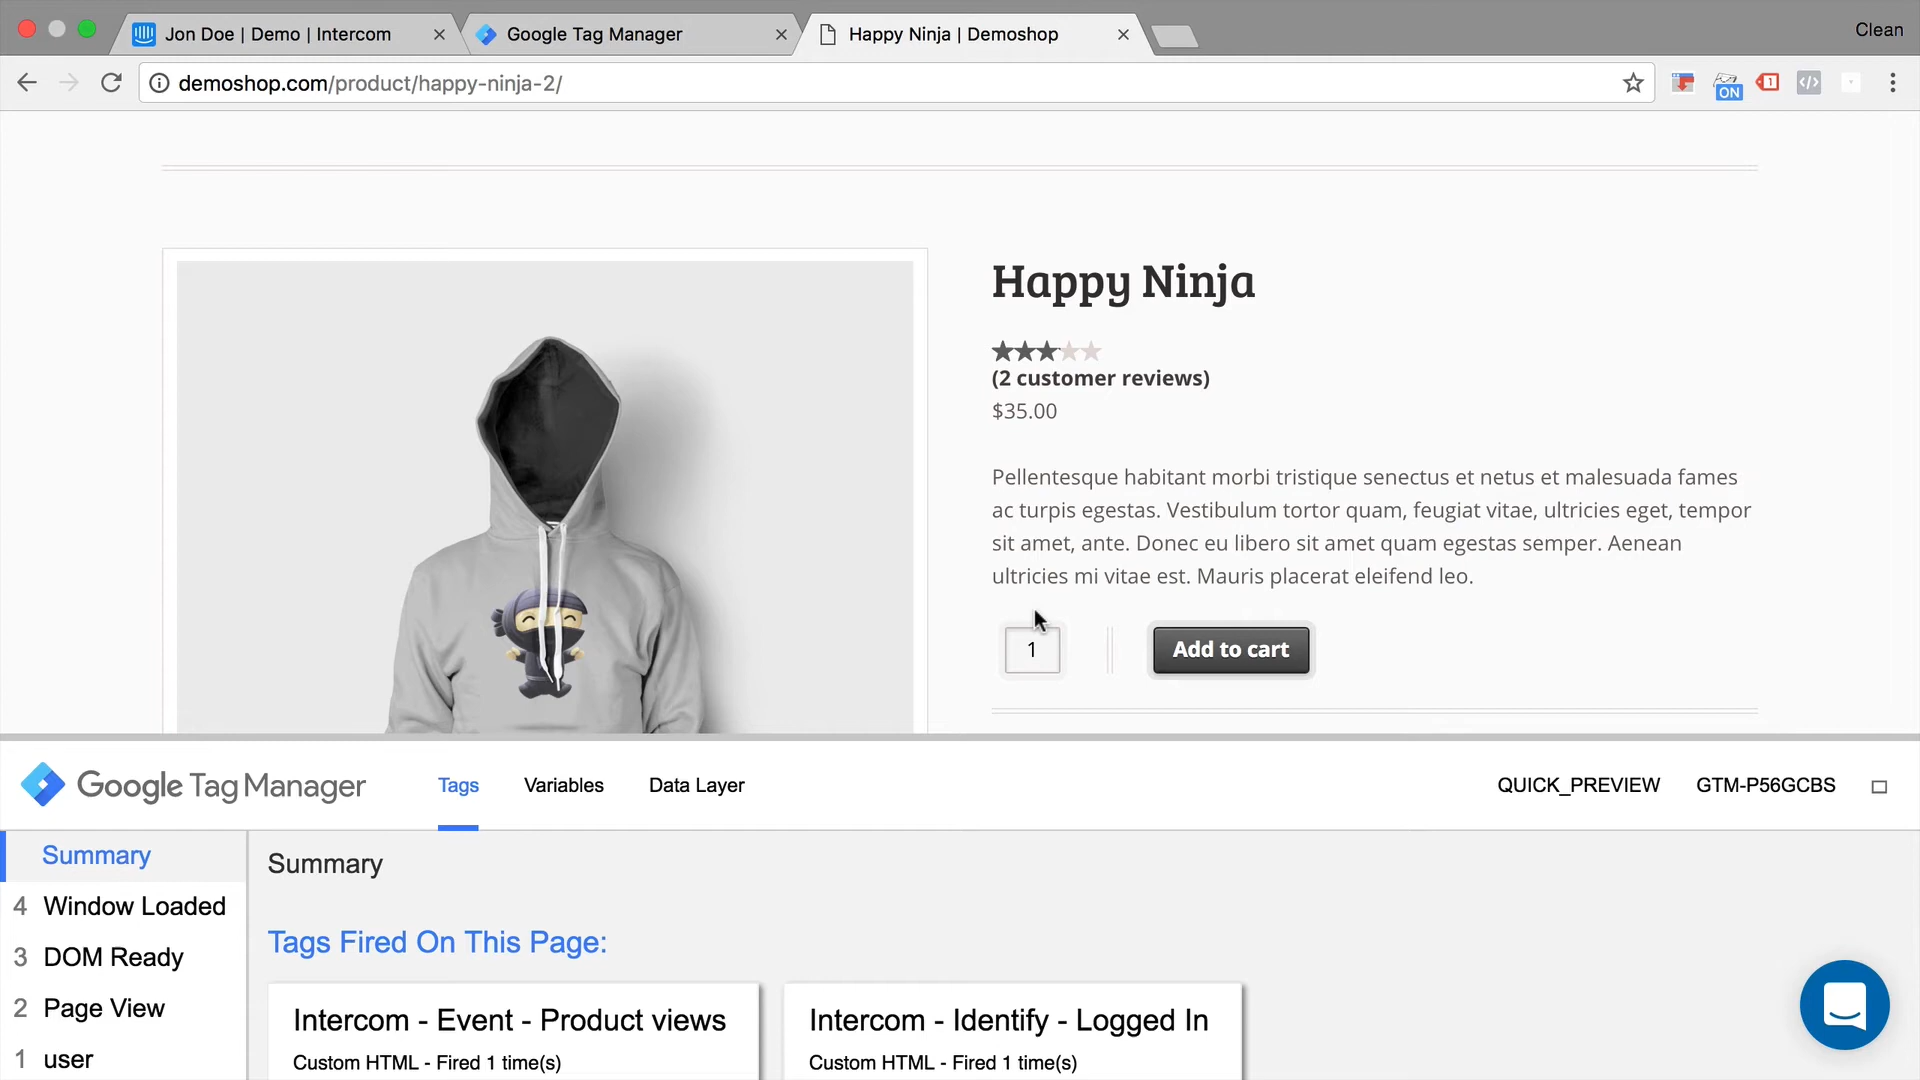 Jon Doe | Demo | Intercom
Google Tag Manager
Happy Ninja | Demoshop
Clean
demoshop.com/product/happy-ninja-2/
ON
1
Happy Ninja
(2 customer reviews)
$35.00
Pellentesque habitant morbi tristique senectus et netus et malesuada fames
ac turpis egestas. Vestibulum tortor quam, feugiat vitae, ultricies eget, tempor
sit amet, ante. Donec eu libero sit amet quam egestas semper. Aenean
ultricies mi vitae est. Mauris placerat eleifend leo.
1
Add to cart
Google Tag Manager
Tags
Variables
Data Layer
QUICK_PREVIEW
GTM-P56GCBS
Summary
4 Window Loaded
3 DOM Ready
2 Page View
1 user
Summary
Tags Fired On This Page:
Intercom - Event - Product views
Custom HTML - Fired 1 time(s)
Intercom - Identify - Logged In
Custom HTML - Fired 1 time(s)